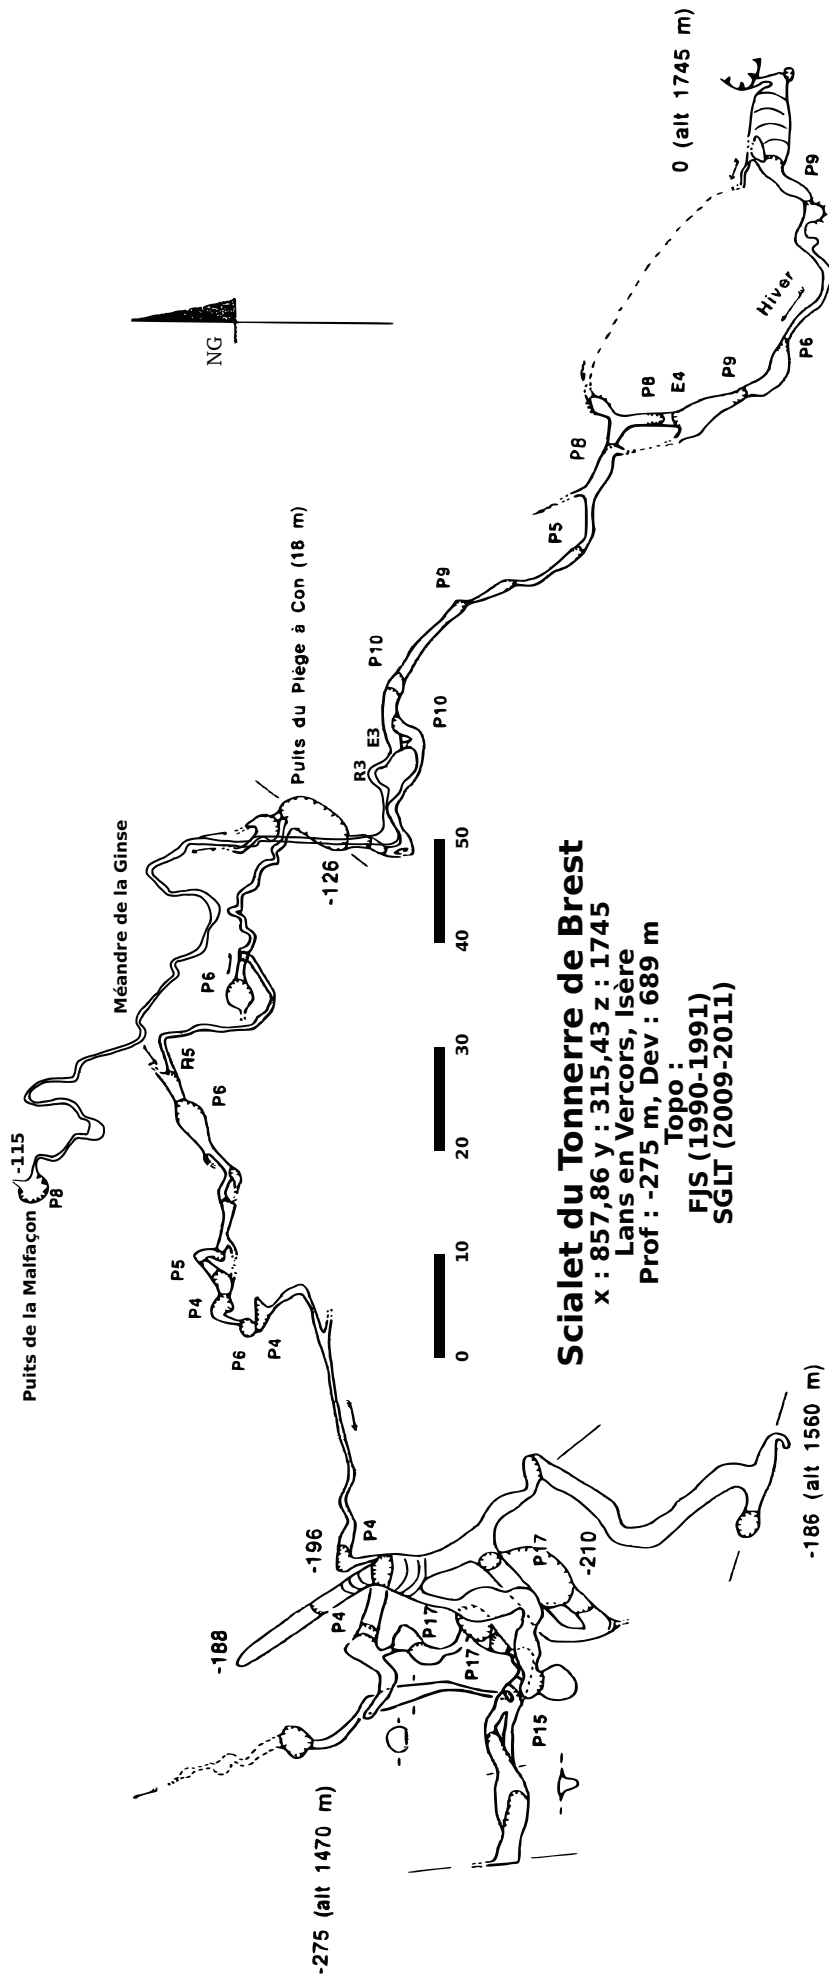 Scialet du Tonnerre de Brest
x : 857,86 y : 315,43 z : 1745
Lans en Vercors, Isère
Prof : -275 m, Dev : 689 m
Topo :
FJS (1990-1991)
SGLT (2009-2011)
0 10 20 30 40 50
NG
0 (alt 1745 m)
P9
Hiver
P6
P9
E4
P8
P8
P5
P9
P10
P10
E3
R3
Puits du Piège à Con (18 m)
-126
Méandre de la Ginse
P6
R5
P6
-115
P8
Puits de la Malfaçon
P5
P4
P6
P4
P4
-196
-188
P4
P17
P17
P17
-210
P15
-186 (alt 1560 m)
-275 (alt 1470 m)